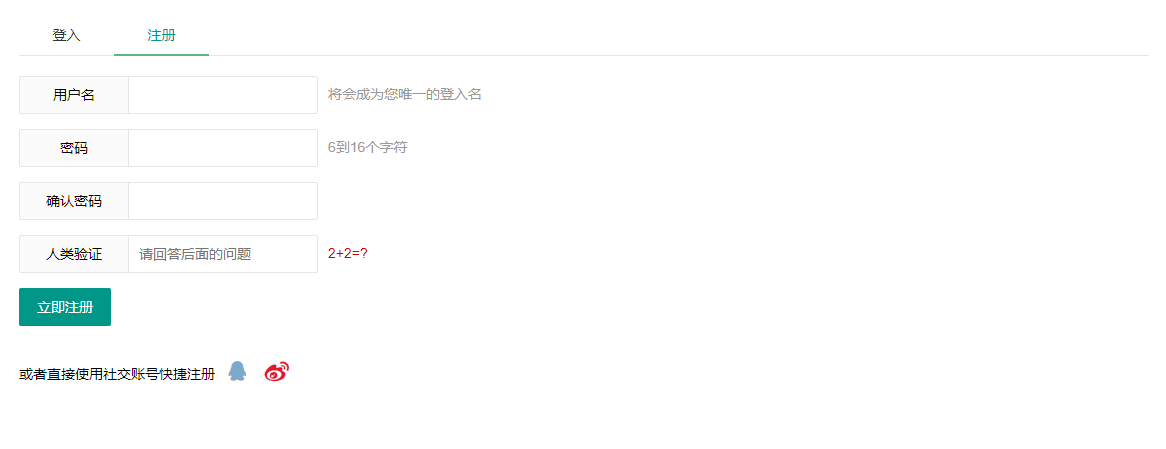 登入 注册
用户名 将会成为您唯一的登入名
密码 6到16个字符
确认密码
人类验证 请回答后面的问题 2+2=?
立即注册
或者直接使用社交账号快捷注册